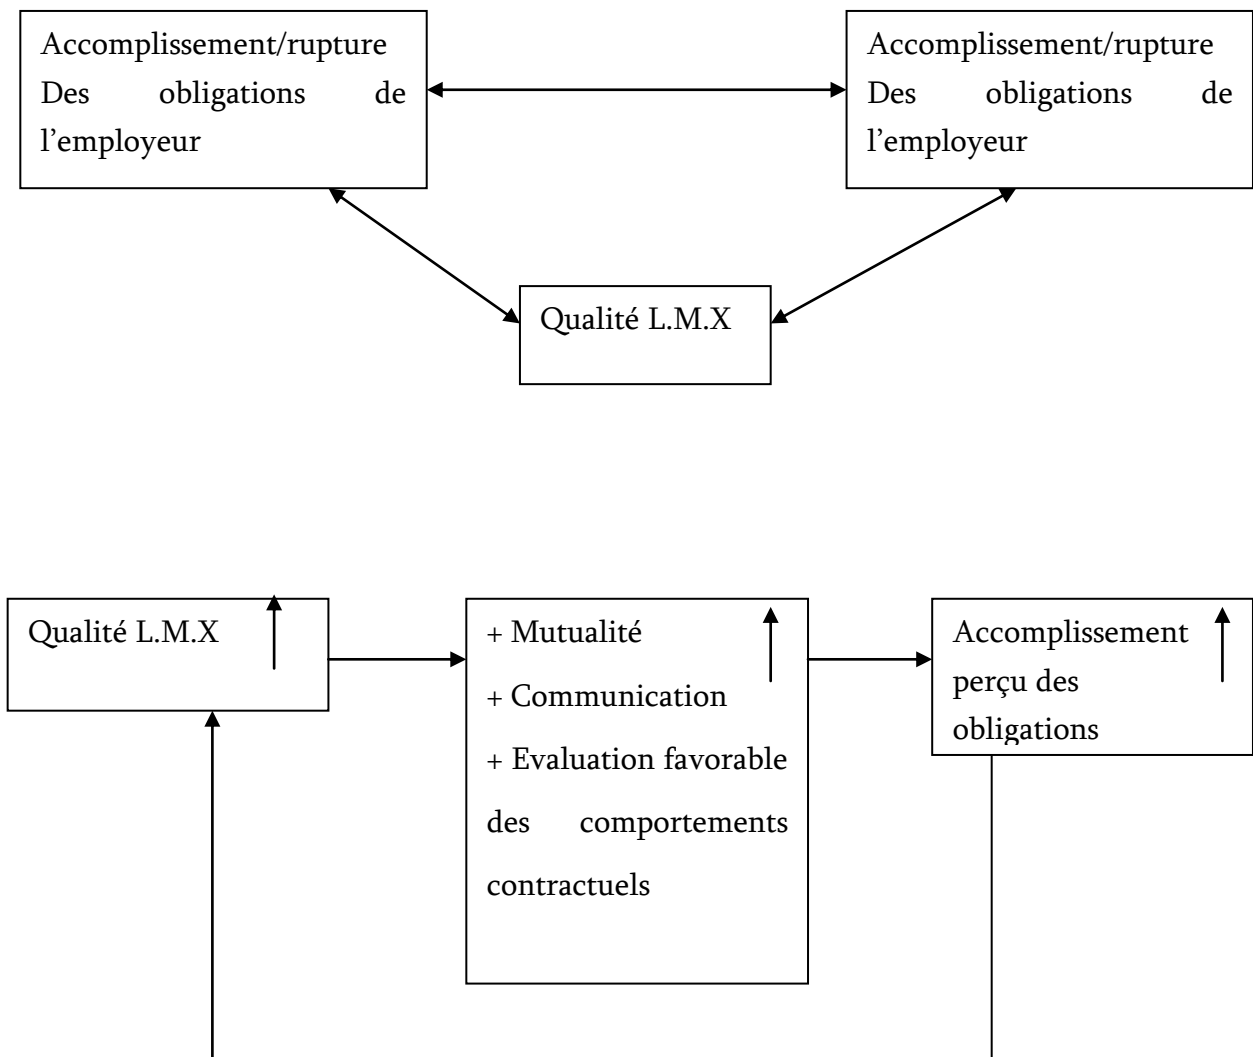 Accomplissement/rupture
Des obligations de
l’employeur
Accomplissement/rupture
Des obligations de
l’employeur
Qualité L.M.X
Qualité L.M.X
+ Mutualité
+ Communication
+ Evaluation favorable
des comportements
contractuels
Accomplissement
perçu des
obligations